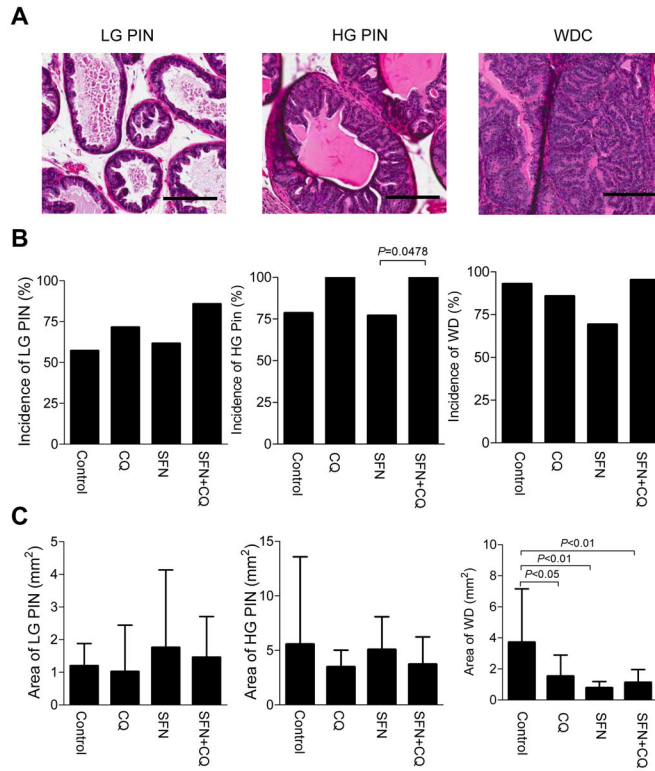 A
LG PIN
HG PIN
WDC
B
P=0.0478
Incidence of LG PIN (%)
100
75
50
25
0
Control
CQ
SFN
SFN+CQ
Incidence of HG Pin (%)
100
75
50
25
0
Control
CQ
SFN
SFN+CQ
Incidence of WD (%)
100
75
50
25
0
Control
CQ
SFN
SFN+CQ
C
Area of LG PIN (mm²)
5
4
3
2
1
0
Control
CQ
SFN
SFN+CQ
Area of HG PIN (mm²)
15
10
5
0
Control
CQ
SFN
SFN+CQ
Area of WD (mm²)
10
8
6
4
2
0
P<0.01
P<0.01
P<0.05
Control
CQ
SFN
SFN+CQ